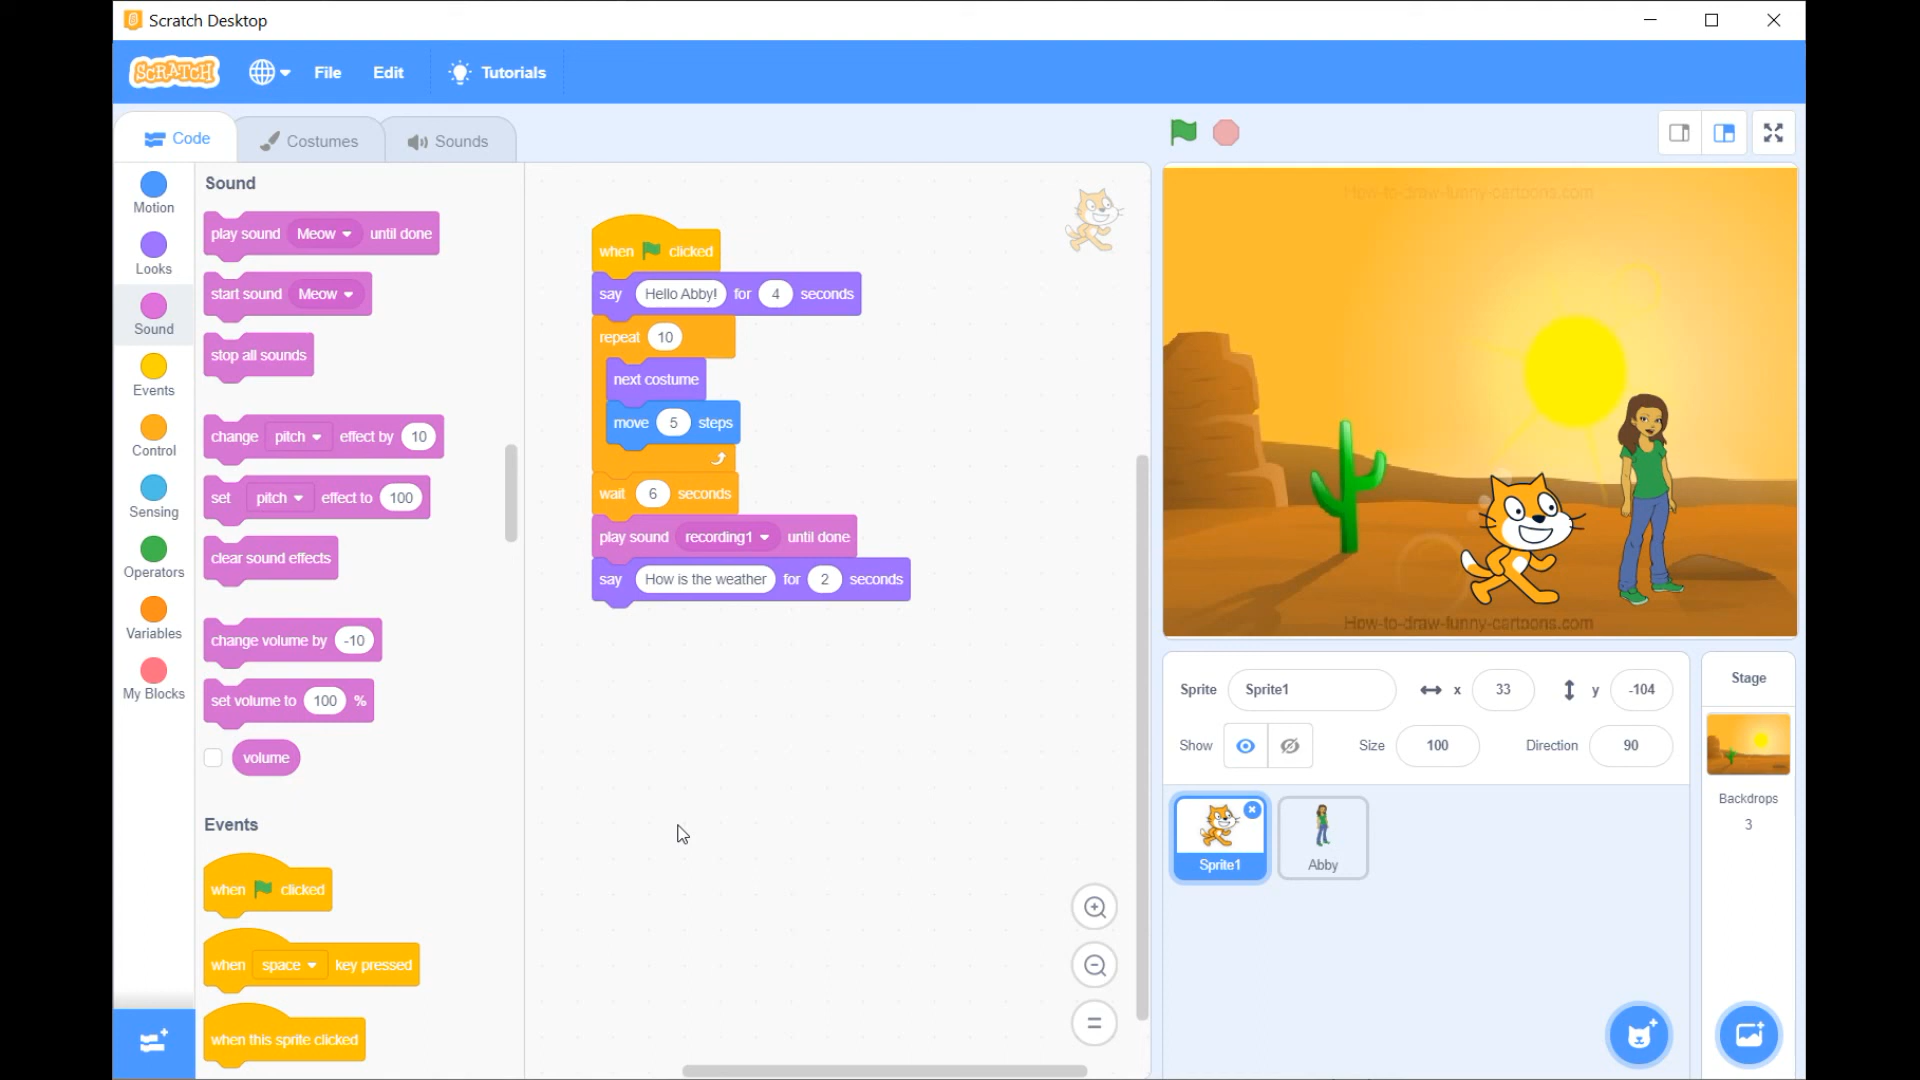 Scratch Desktop
SCRATCH File Edit Tutorials
Code Costumes Sounds
Motion
Looks
Sound
Events
Control
Sensing
Operators
Variables
My Blocks
Sound
play sound Meow until done
start sound Meow
stop all sounds
change pitch effect by 10
set pitch effect to 100
clear sound effects
change volume by -10
set volume to 100 %
volume
Events
when clicked
when space key pressed
when this sprite clicked
when clicked
say Hello Abby! for 4 seconds
repeat 10
next costume
move 5 steps
wait 6 seconds
play sound recording1 until done
say How is the weather for 2 seconds
How-to-draw-funny-cartoons.com
How-to-draw-funny-cartoons.com
Sprite Sprite1 x 33 y -104
Show Size 100 Direction 90
Sprite1
Abby
Stage
Backdrops
3